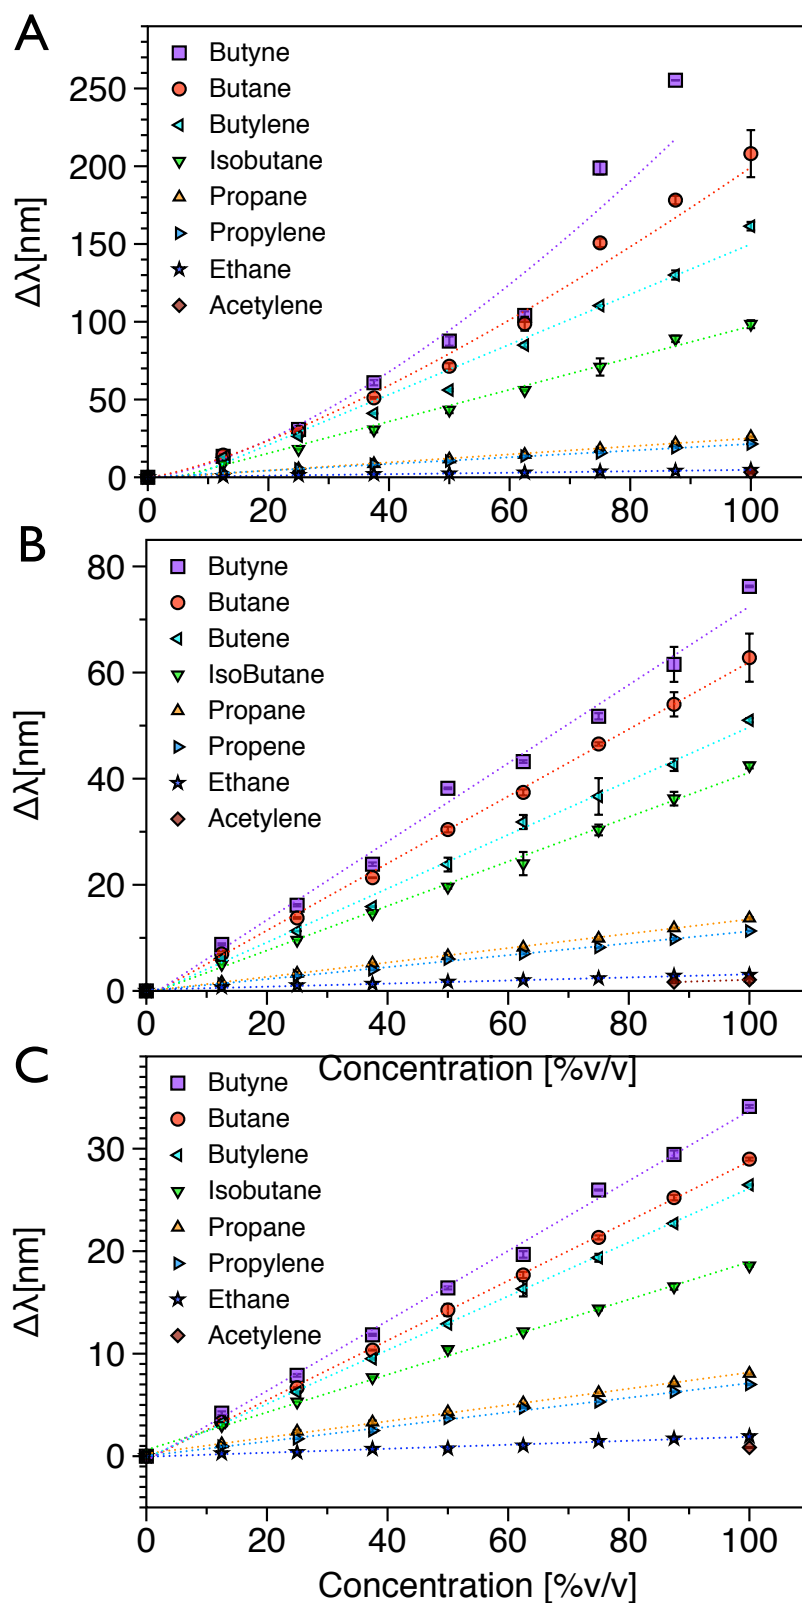 A
Butyne
Butane
Butylene
Isobutane
Propane
Propylene
Ethane
Acetylene
250
200
150
100
50
0
Δλ[nm]
0 20 40 60 80 100
B
Butyne
Butane
Butene
IsoButane
Propane
Propene
Ethane
Acetylene
80
60
40
20
0
Δλ[nm]
0 20 40 60 80 100
Concentration [%v/v]
C
Butyne
Butane
Butylene
Isobutane
Propane
Propylene
Ethane
Acetylene
30
20
10
0
Δλ[nm]
0 20 40 60 80 100
Concentration [%v/v]